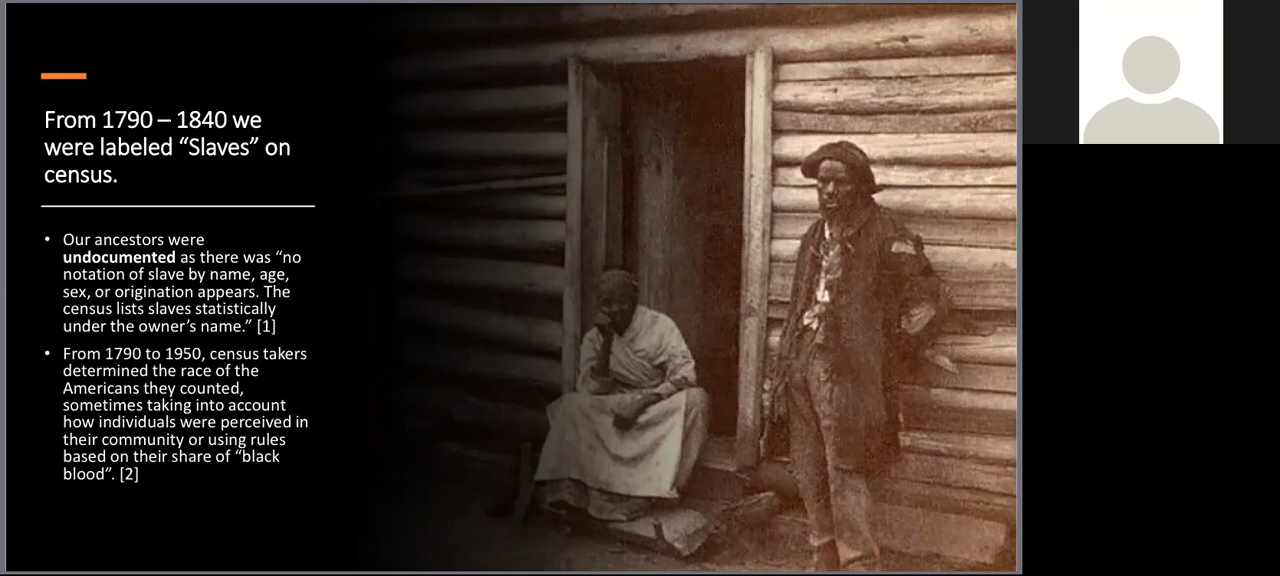 From 1790 – 1840 we
were labeled “Slaves” on
census.
• Our ancestors were
undocumented as there was “no
notation of slave by name, age,
sex, or origination appears. The
census lists slaves statistically
under the owner’s name.” [1]
• From 1790 to 1950, census takers
determined the race of the
Americans they counted,
sometimes taking into account
how individuals were perceived in
their community or using rules
based on their share of “black
blood”. [2]